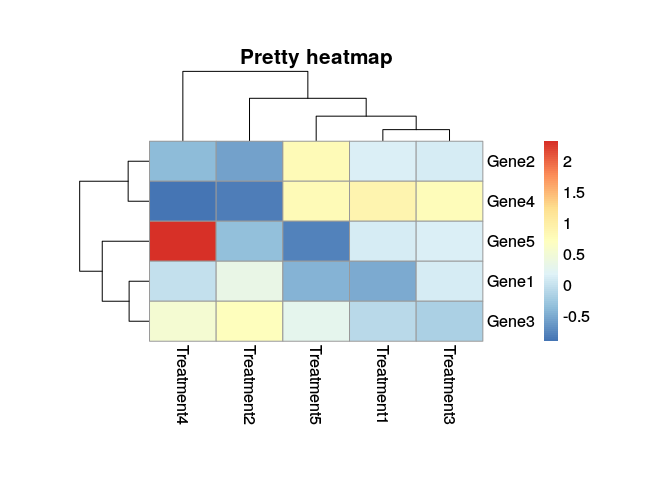 Pretty heatmap
Gene2
Gene4
Gene5
Gene1
Gene3
2
1.5
1
0.5
0
-0.5
Treatment4
Treatment2
Treatment5
Treatment1
Treatment3